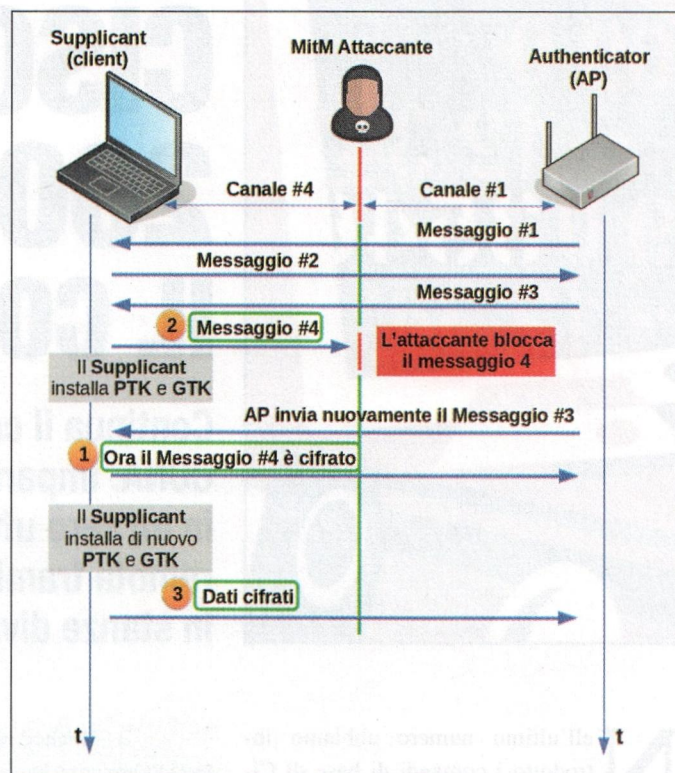 Supplicant
(client)
MitM Attaccante
Authenticator
(AP)
Canale #4
Canale #1
Messaggio #1
Messaggio #2
Messaggio #3
2 Messaggio #4
L'attaccante blocca
il messaggio 4
Il Supplicant
installa PTK e GTK
AP invia nuovamente il Messaggio #3
1 Ora il Messaggio #4 è cifrato
Il Supplicant
installa di nuovo
PTK e GTK
3 Dati cifrati
t
t